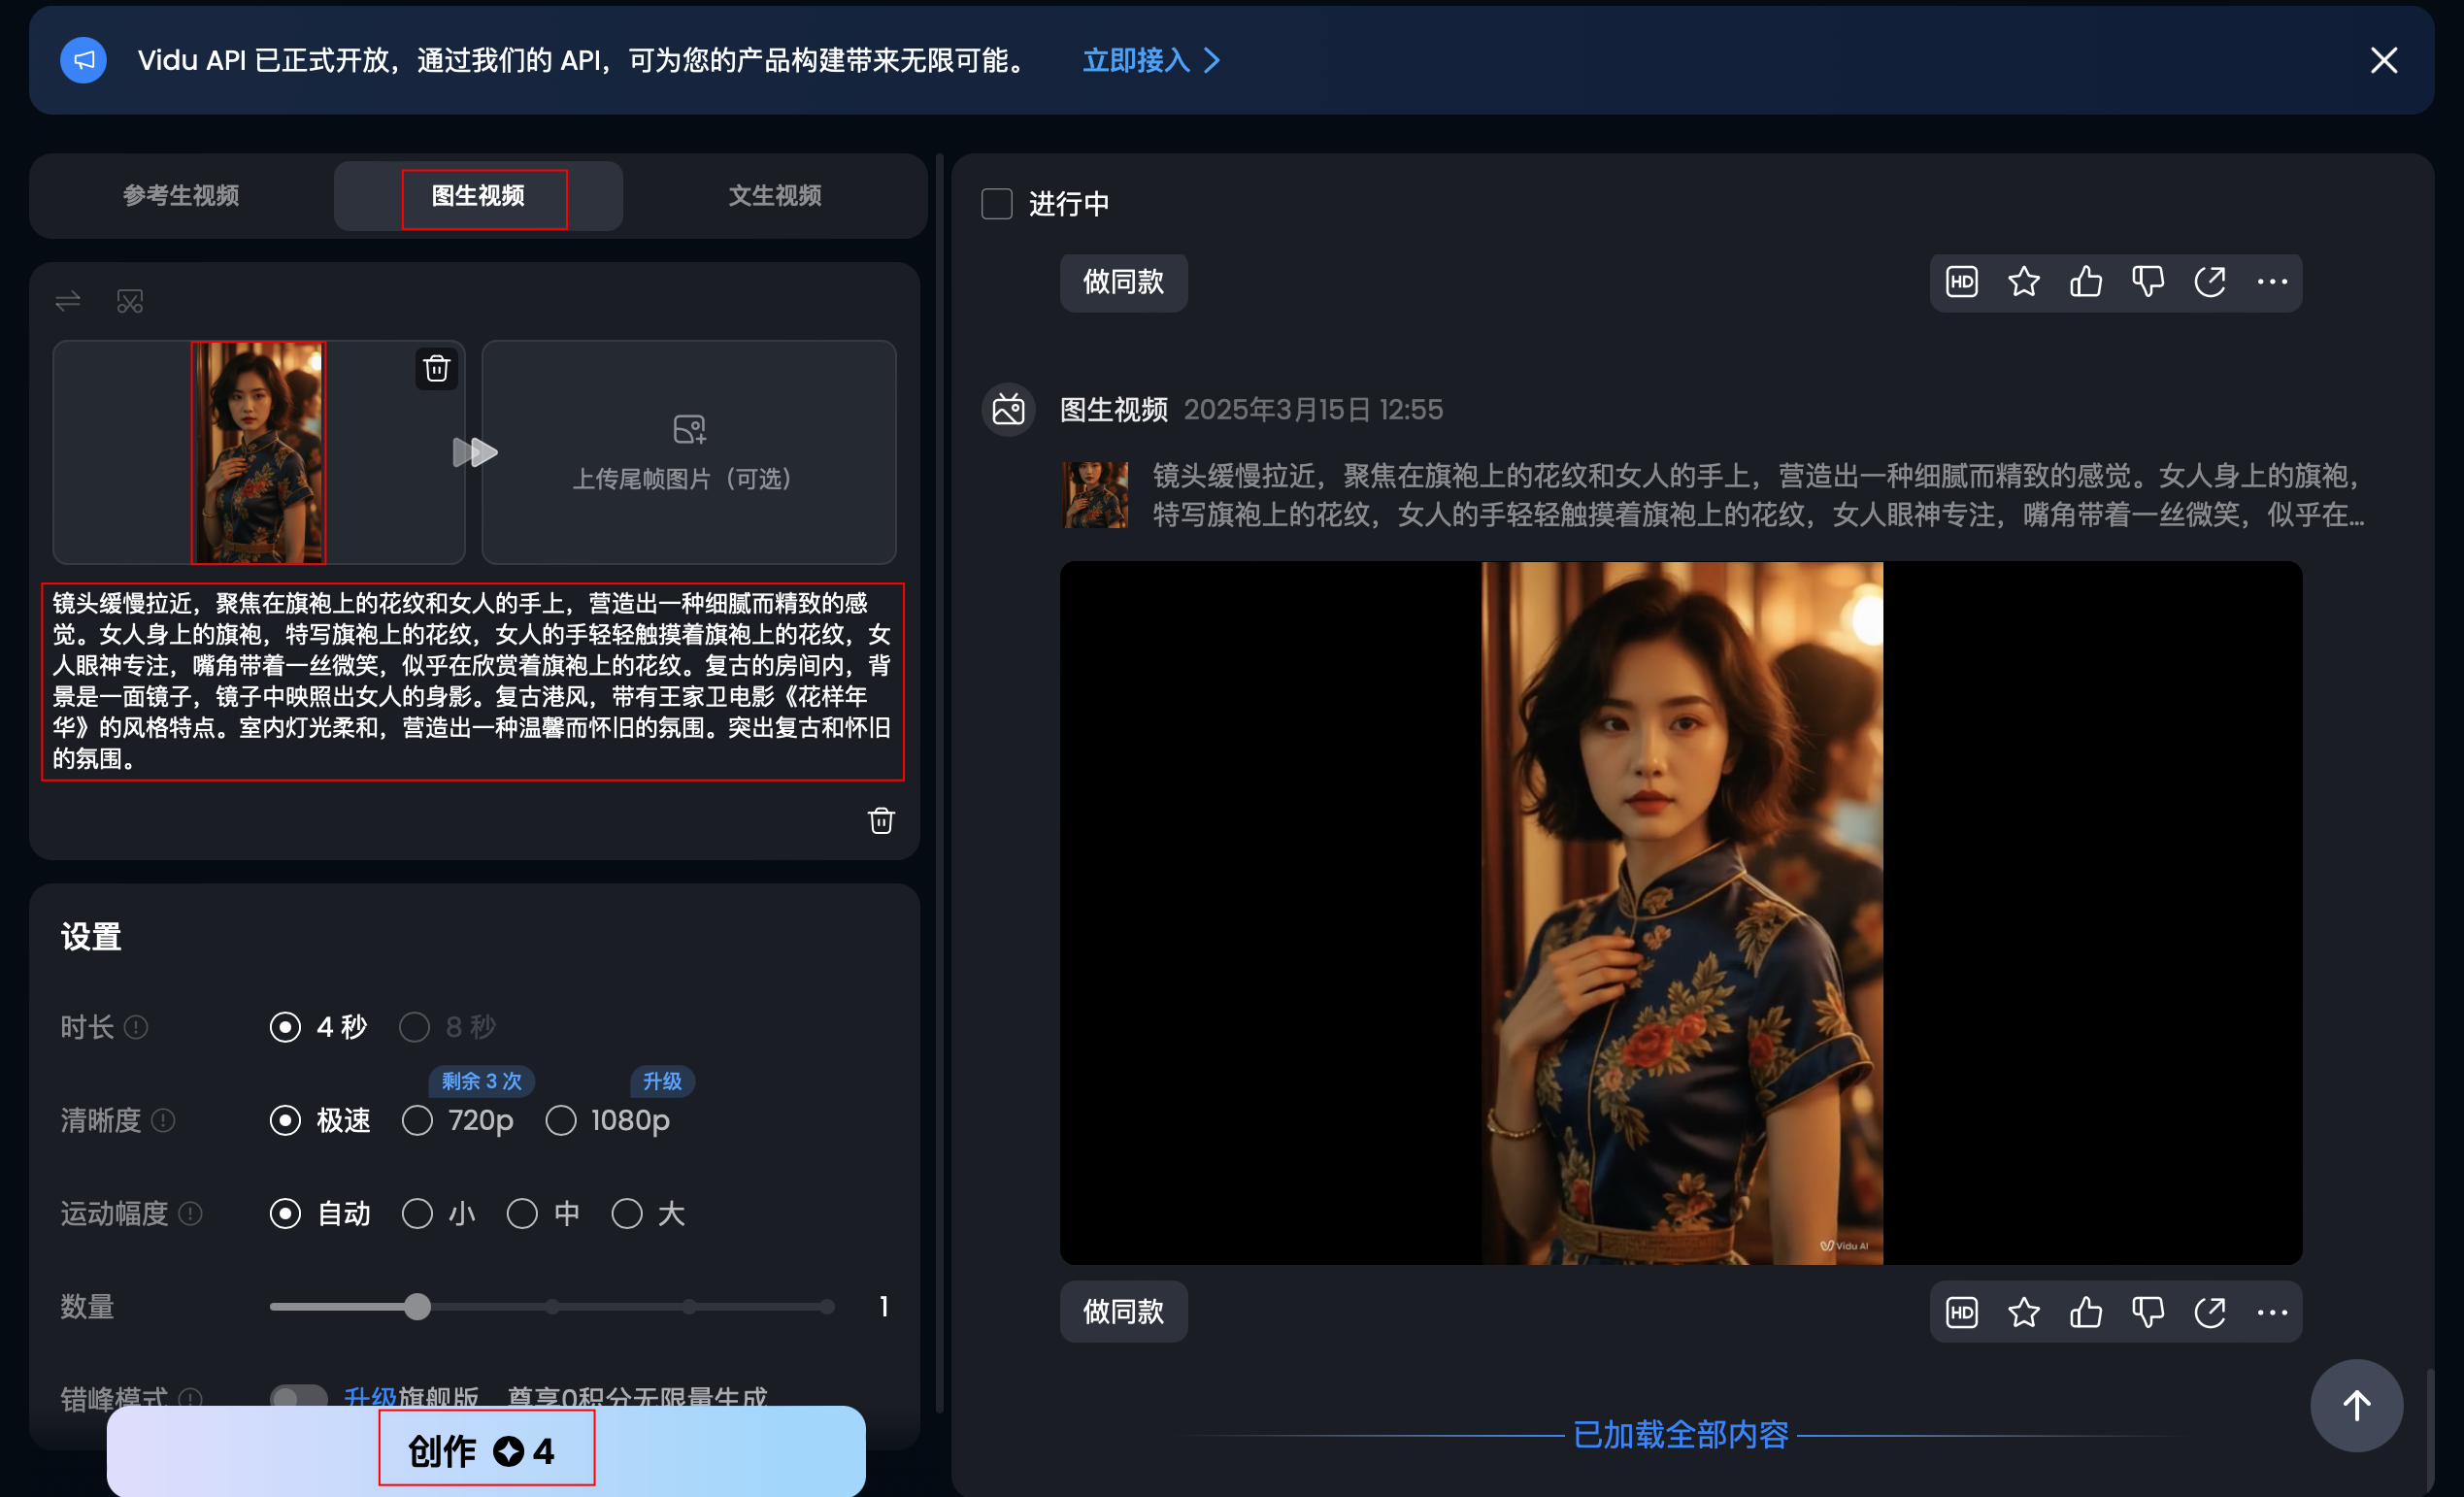 Vidu API 已正式开放，通过我们的 API，可为您的产品构建带来无限可能。 立即接入
参考生视频 图生视频 文生视频
上传尾帧图片（可选）
镜头缓慢拉近，聚焦在旗袍上的花纹和女人的手上，营造出一种细腻而精致的感
觉。女人身上的旗袍，特写旗袍上的花纹，女人的手轻轻触摸着旗袍上的花纹，女
人眼神专注，嘴角带着一丝微笑，似乎在欣赏着旗袍上的花纹。复古的房间内，背
景是一面镜子，镜子中映照出女人的身影。复古港风，带有王家卫电影《花样年
华》的风格特点。室内灯光柔和，营造出一种温馨而怀旧的氛围。突出复古和怀旧
的氛围。
设置
时长 4 秒 8 秒
剩余 3 次 升级
清晰度 极速 720p 1080p
运动幅度 自动 小 中 大
数量 1
错峰模式 升级旗舰版 尊享0积分无限量生成
创作 4
进行中
做同款 HD
图生视频 2025年3月15日 12:55
镜头缓慢拉近，聚焦在旗袍上的花纹和女人的手上，营造出一种细腻而精致的感觉。女人身上的旗袍，
特写旗袍上的花纹，女人的手轻轻触摸着旗袍上的花纹，女人眼神专注，嘴角带着一丝微笑，似乎在...
Vidu AI
做同款 HD
已加载全部内容